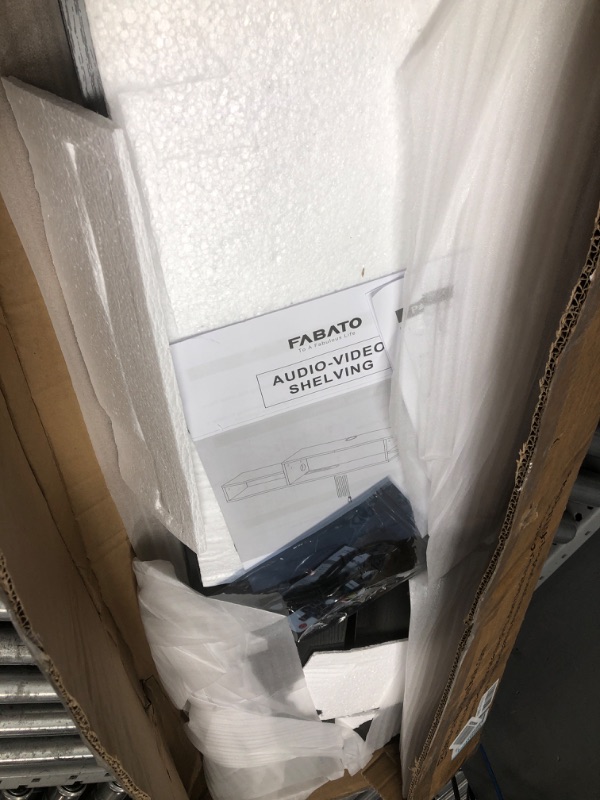 FABATO
To A Fabulous Life
AUDIO-VIDEO
SHELVING